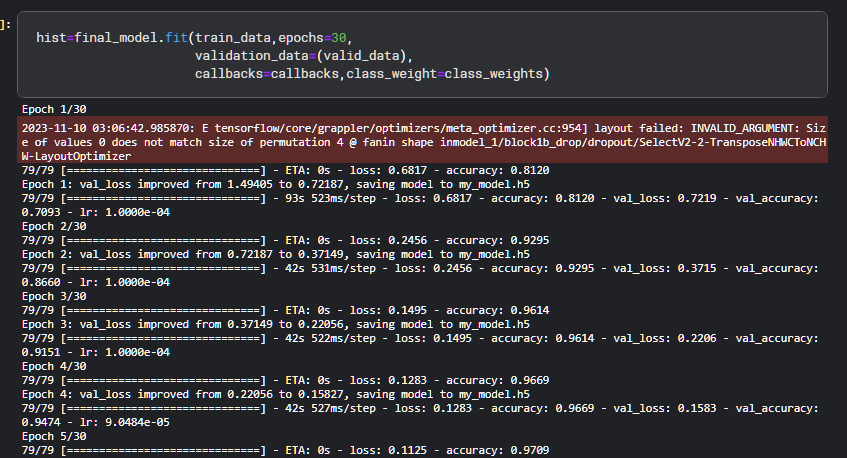 ]:
hist=final_model.fit(train_data,epochs=30,
validation_data=(valid_data),
callbacks=callbacks,class_weight=class_weights)
Epoch 1/30
2023-11-10 03:06:42.985870: E tensorflow/core/grappler/optimizers/meta_optimizer.cc:954] layout failed: INVALID_ARGUMENT: Siz
e of values 0 does not match size of permutation 4 @ fanin shape inmodel_1/block1b_drop/dropout/SelectV2-2-TransposeNHWCToNCH
W-LayoutOptimizer
79/79 [==============================] - ETA: 0s - loss: 0.6817 - accuracy: 0.8120
Epoch 1: val_loss improved from 1.49405 to 0.72187, saving model to my_model.h5
79/79 [==============================] - 93s 523ms/step - loss: 0.6817 - accuracy: 0.8120 - val_loss: 0.7219 - val_accuracy:
0.7093 - lr: 1.0000e-04
Epoch 2/30
79/79 [==============================] - ETA: 0s - loss: 0.2456 - accuracy: 0.9295
Epoch 2: val_loss improved from 0.72187 to 0.37149, saving model to my_model.h5
79/79 [==============================] - 42s 531ms/step - loss: 0.2456 - accuracy: 0.9295 - val_loss: 0.3715 - val_accuracy:
0.8660 - lr: 1.0000e-04
Epoch 3/30
79/79 [==============================] - ETA: 0s - loss: 0.1495 - accuracy: 0.9614
Epoch 3: val_loss improved from 0.37149 to 0.22056, saving model to my_model.h5
79/79 [==============================] - 42s 522ms/step - loss: 0.1495 - accuracy: 0.9614 - val_loss: 0.2206 - val_accuracy:
0.9151 - lr: 1.0000e-04
Epoch 4/30
79/79 [==============================] - ETA: 0s - loss: 0.1283 - accuracy: 0.9669
Epoch 4: val_loss improved from 0.22056 to 0.15827, saving model to my_model.h5
79/79 [==============================] - 42s 527ms/step - loss: 0.1283 - accuracy: 0.9669 - val_loss: 0.1583 - val_accuracy:
0.9474 - lr: 9.0484e-05
Epoch 5/30
79/79 [==============================] - ETA: 0s - loss: 0.1125 - accuracy: 0.9709